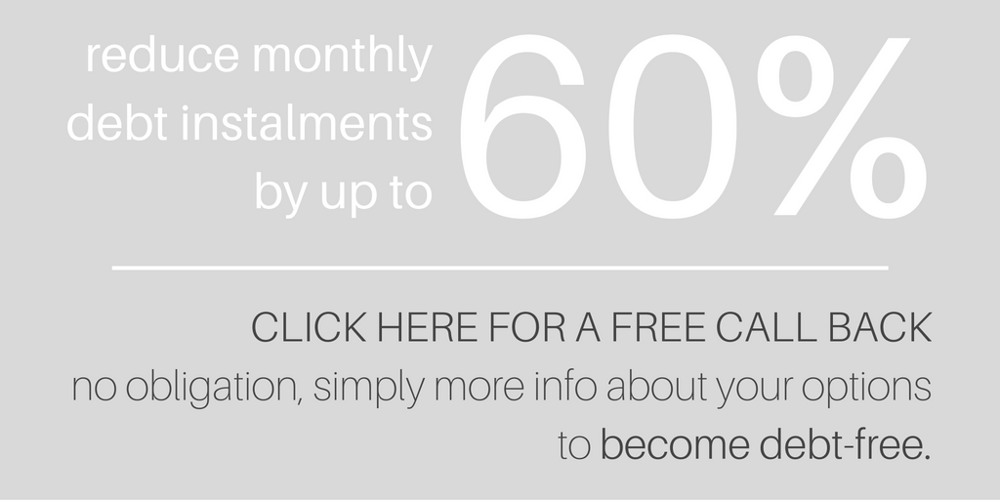 reduce monthly
debt instalments
by up to
60%
CLICK HERE FOR A FREE CALL BACK
no obligation, simply more info about your options
to become debt-free.